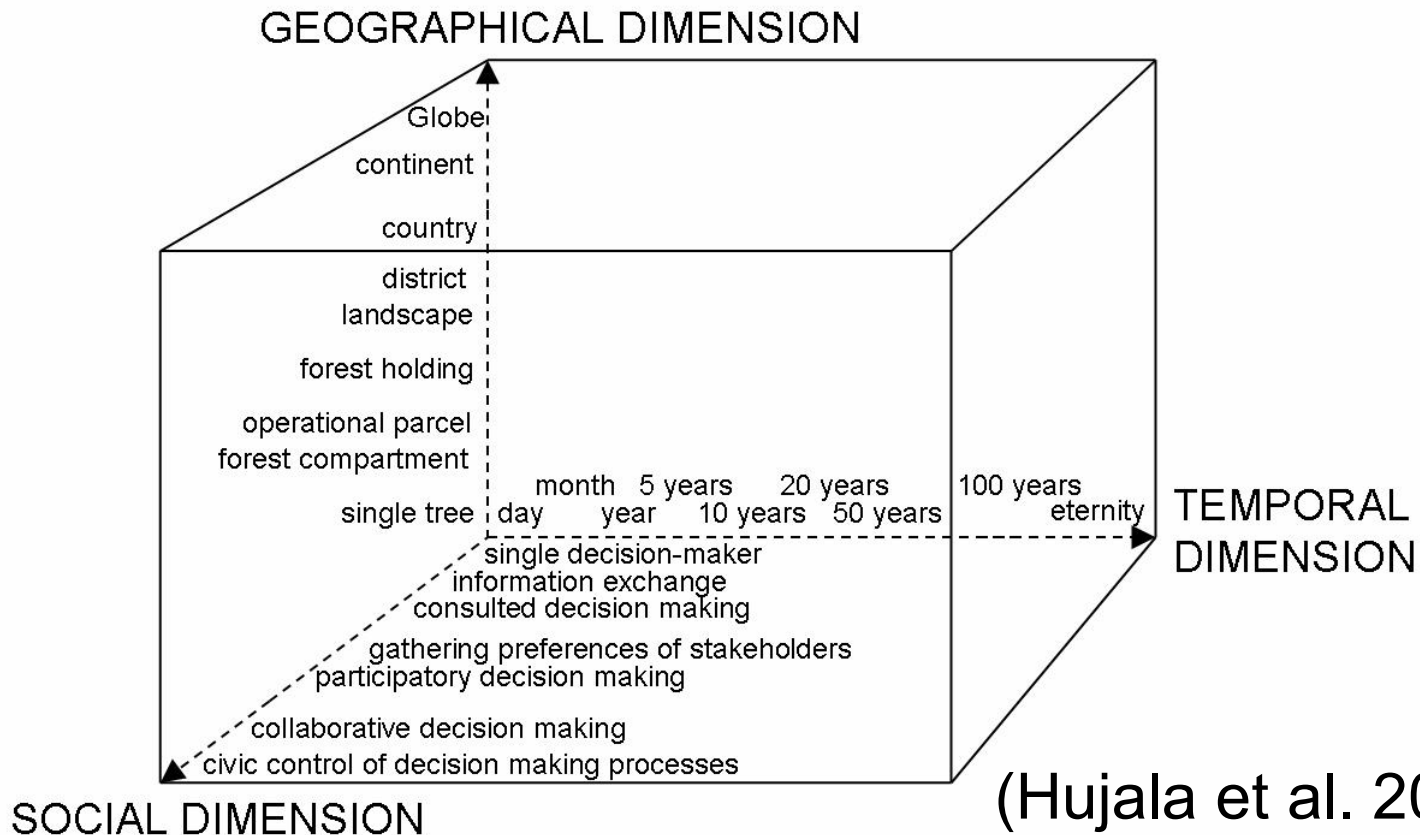 GEOGRAPHICAL DIMENSION
Globe
continent
country
district
landscape
forest holding
operational parcel
forest compartment
single tree
month 5 years 20 years 100 years
day year 10 years 50 years eternity
TEMPORAL
DIMENSION
single decision-maker
information exchange
consulted decision making
gathering preferences of stakeholders
participatory decision making
collaborative decision making
civic control of decision making processes
SOCIAL DIMENSION
(Hujala et al.